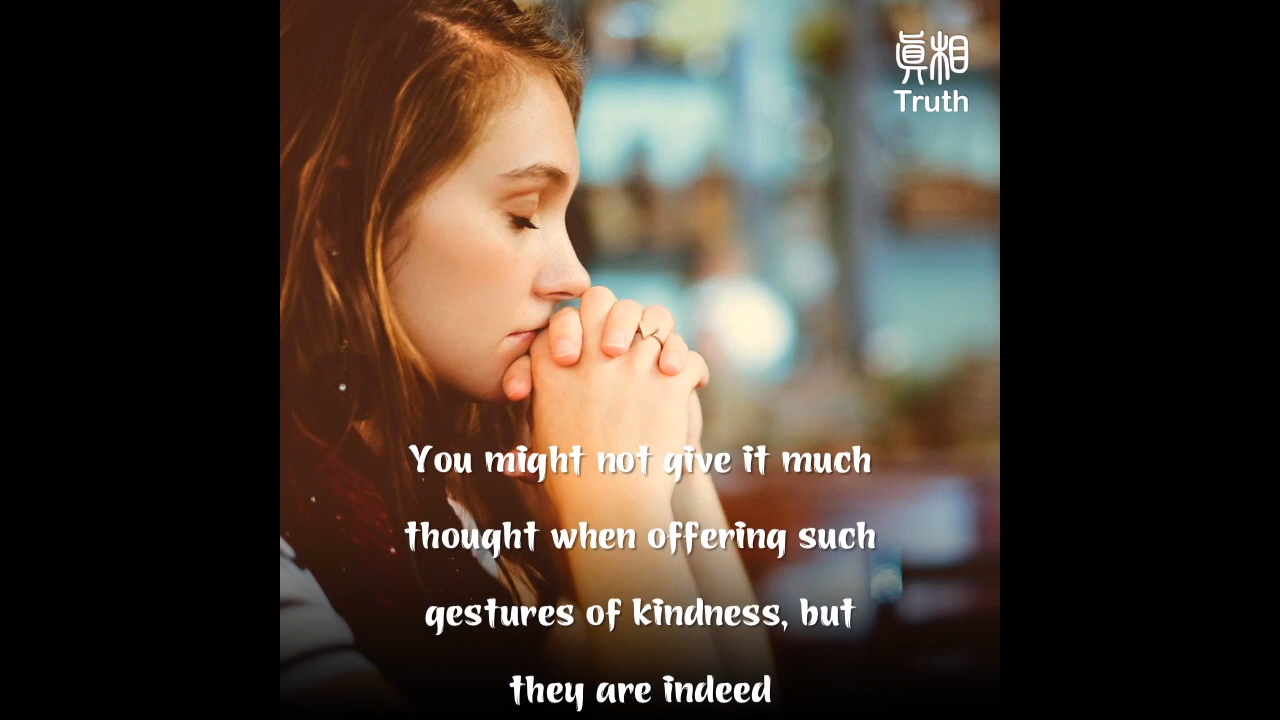 眞相
Truth
You might not give it much
thought when offering such
gestures of kindness, but
they are indeed